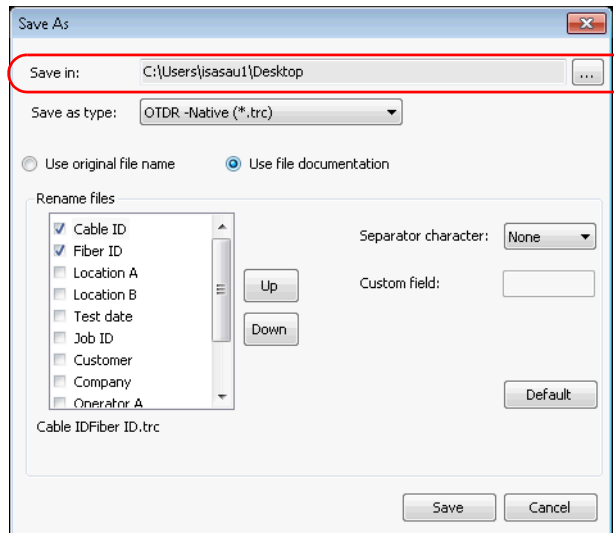 Save As
Save in: C:\Users\isasau1\Desktop ...
Save as type: OTDR -Native (*.trc)
Use original file name Use file documentation
Rename files
Cable ID
Fiber ID
Location A
Location B
Test date
Job ID
Customer
Company
Operator A
Up
Down
Separator character: None
Custom field:
Default
Cable IDFiber ID.trc
Save Cancel